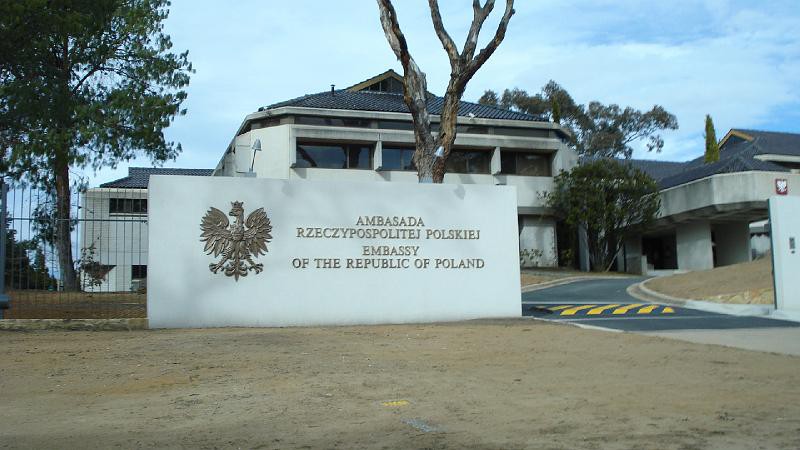 AMBASADA
RZECZYPOSPOLITEJ POLSKIEJ
EMBASSY
OF THE REPUBLIC OF POLAND